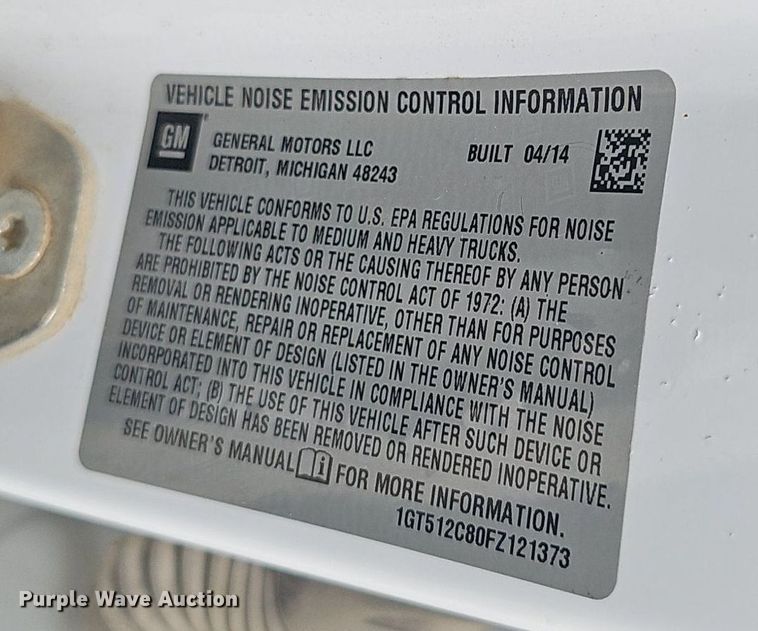 VEHICLE NOISE EMISSION CONTROL INFORMATION
GM
GENERAL MOTORS LLC
DETROIT, MICHIGAN 48243
BUILT 04/14
THIS VEHICLE CONFORMS TO U.S. EPA REGULATIONS FOR NOISE
EMISSION APPLICABLE TO MEDIUM AND HEAVY TRUCKS.
THE FOLLOWING ACTS OR THE CAUSING THEREOF BY ANY PERSON
ARE PROHIBITED BY THE NOISE CONTROL ACT OF 1972: (A) THE
REMOVAL OR RENDERING INOPERATIVE, OTHER THAN FOR PURPOSES
OF MAINTENANCE, REPAIR OR REPLACEMENT OF ANY NOISE CONTROL
DEVICE OR ELEMENT OF DESIGN (LISTED IN THE OWNER'S MANUAL)
INCORPORATED INTO THIS VEHICLE IN COMPLIANCE WITH THE NOISE
CONTROL ACT; (B) THE USE OF THIS VEHICLE AFTER SUCH DEVICE OR
ELEMENT OF DESIGN HAS BEEN REMOVED OR RENDERED INOPERATIVE.
SEE OWNER'S MANUAL FOR MORE INFORMATION.
1GT512C80FZ121373
Purple Wave Auction